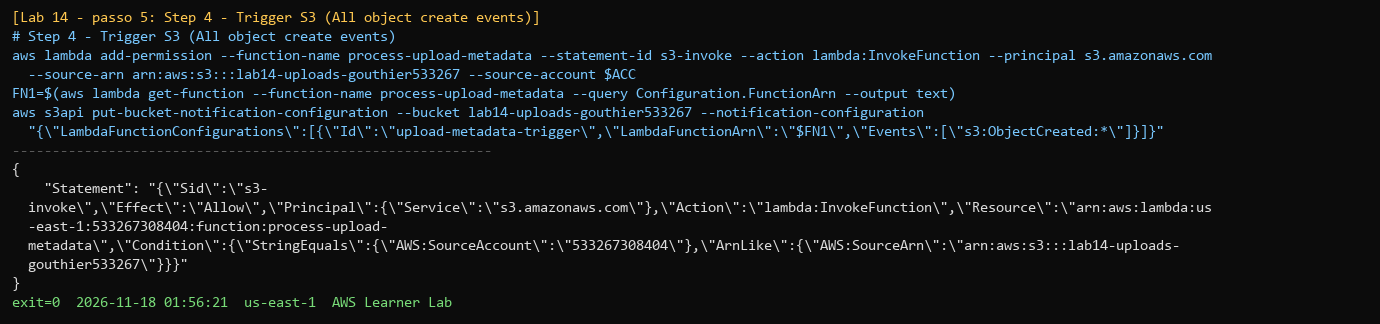 [Lab 14 - passo 5: Step 4 - Trigger S3 (All object create events)]
# Step 4 - Trigger S3 (All object create events)
aws lambda add-permission --function-name process-upload-metadata --statement-id s3-invoke --action lambda:InvokeFunction --principal s3.amazonaws.com
  --source-arn arn:aws:s3:::lab14-uploads-gouthier533267 --source-account $ACC
FN1=$(aws lambda get-function --function-name process-upload-metadata --query Configuration.FunctionArn --output text)
aws s3api put-bucket-notification-configuration --bucket lab14-uploads-gouthier533267 --notification-configuration
  "{\"LambdaFunctionConfigurations\":[{\"Id\":\"upload-metadata-trigger\",\"LambdaFunctionArn\":\"$FN1\",\"Events\":[\"s3:ObjectCreated:*\"]}]}"
------------------------------------------------------------
{
    "Statement": "{\"Sid\":\"s3-
  invoke\",\"Effect\":\"Allow\",\"Principal\":{\"Service\":\"s3.amazonaws.com\"},\"Action\":\"lambda:InvokeFunction\",\"Resource\":\"arn:aws:lambda:us
  -east-1:533267308404:function:process-upload-
  metadata\",\"Condition\":{\"StringEquals\":{\"AWS:SourceAccount\":\"533267308404\"},\"ArnLike\":{\"AWS:SourceArn\":\"arn:aws:s3:::lab14-uploads-
  gouthier533267\"}}}"
}
exit=0  2026-11-18 01:56:21  us-east-1  AWS Learner Lab